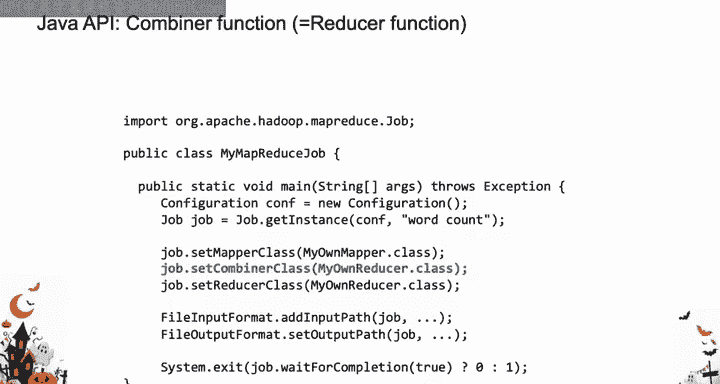 Java API: Combiner function (=Reducer function)
import org.apache.hadoop.mapreduce.Job;
public class MyMapReduceJob {
public static void main(String[] args) throws Exception {
Configuration conf = new Configuration();
Job job = Job.getInstance(conf, "word count");
job.setMapperClass(MyOwnMapper.class);
job.setCombinerClass(MyOwnReducer.class);
job.setReducerClass(MyOwnReducer.class);
FileInputFormat.addInputPath(job, ...);
FileOutputFormat.setOutputPath(job, ...);
System.exit(job.waitForCompletion(true) ? 0 : 1);
}